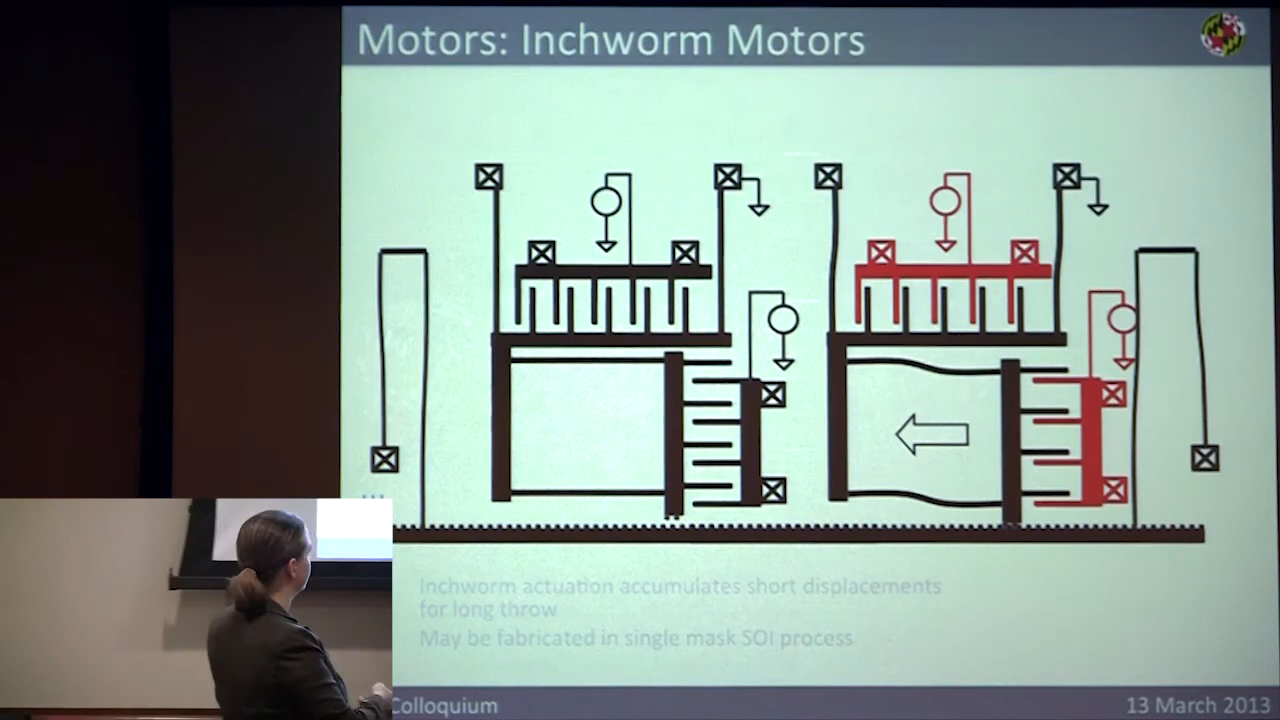 Motors: Inchworm Motors
Inchworm actuation accumulates short displacements
for long throw
May be fabricated in single mask SOI process
Colloquium
13 March 2013